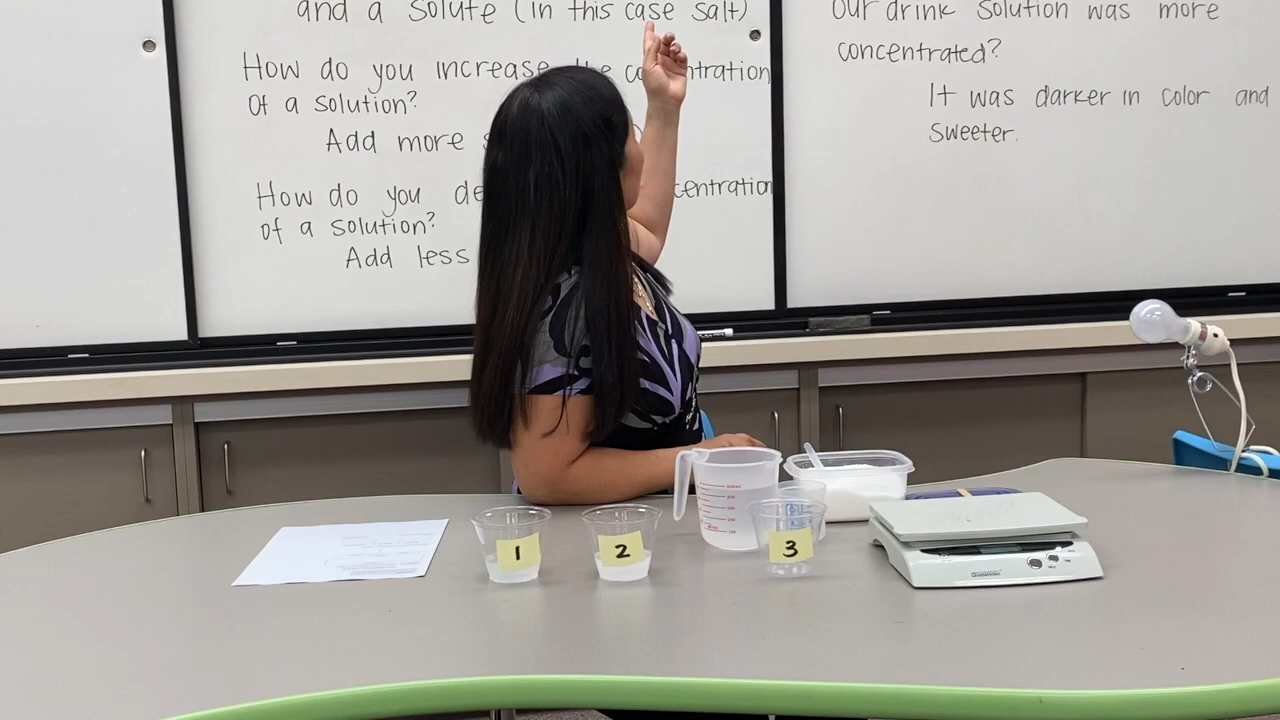 and a solute (in this case salt)
How do you increase the
of a solution?
Add more
How do you
of a solution?
Add less
our drink solution was more
concentrated?
It was darker in color and
sweeter.
1
2
3